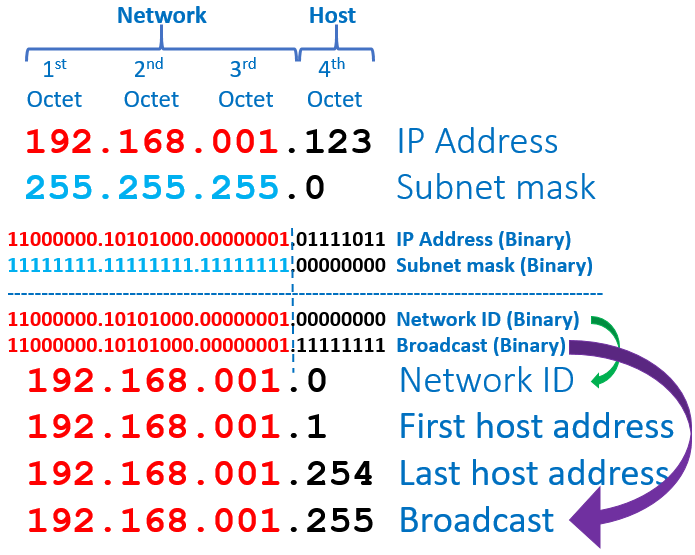 Network Host
1st 2nd 3rd 4th
Octet Octet Octet Octet
192.168.001.123 IP Address
255.255.255.0 Subnet mask
11000000.10101000.00000001.01111011 IP Address (Binary)
11111111.11111111.11111111.00000000 Subnet mask (Binary)
11000000.10101000.00000001.00000000 Network ID (Binary)
11000000.10101000.00000001.11111111 Broadcast (Binary)
192.168.001.0 Network ID
192.168.001.1 First host address
192.168.001.254 Last host address
192.168.001.255 Broadcast